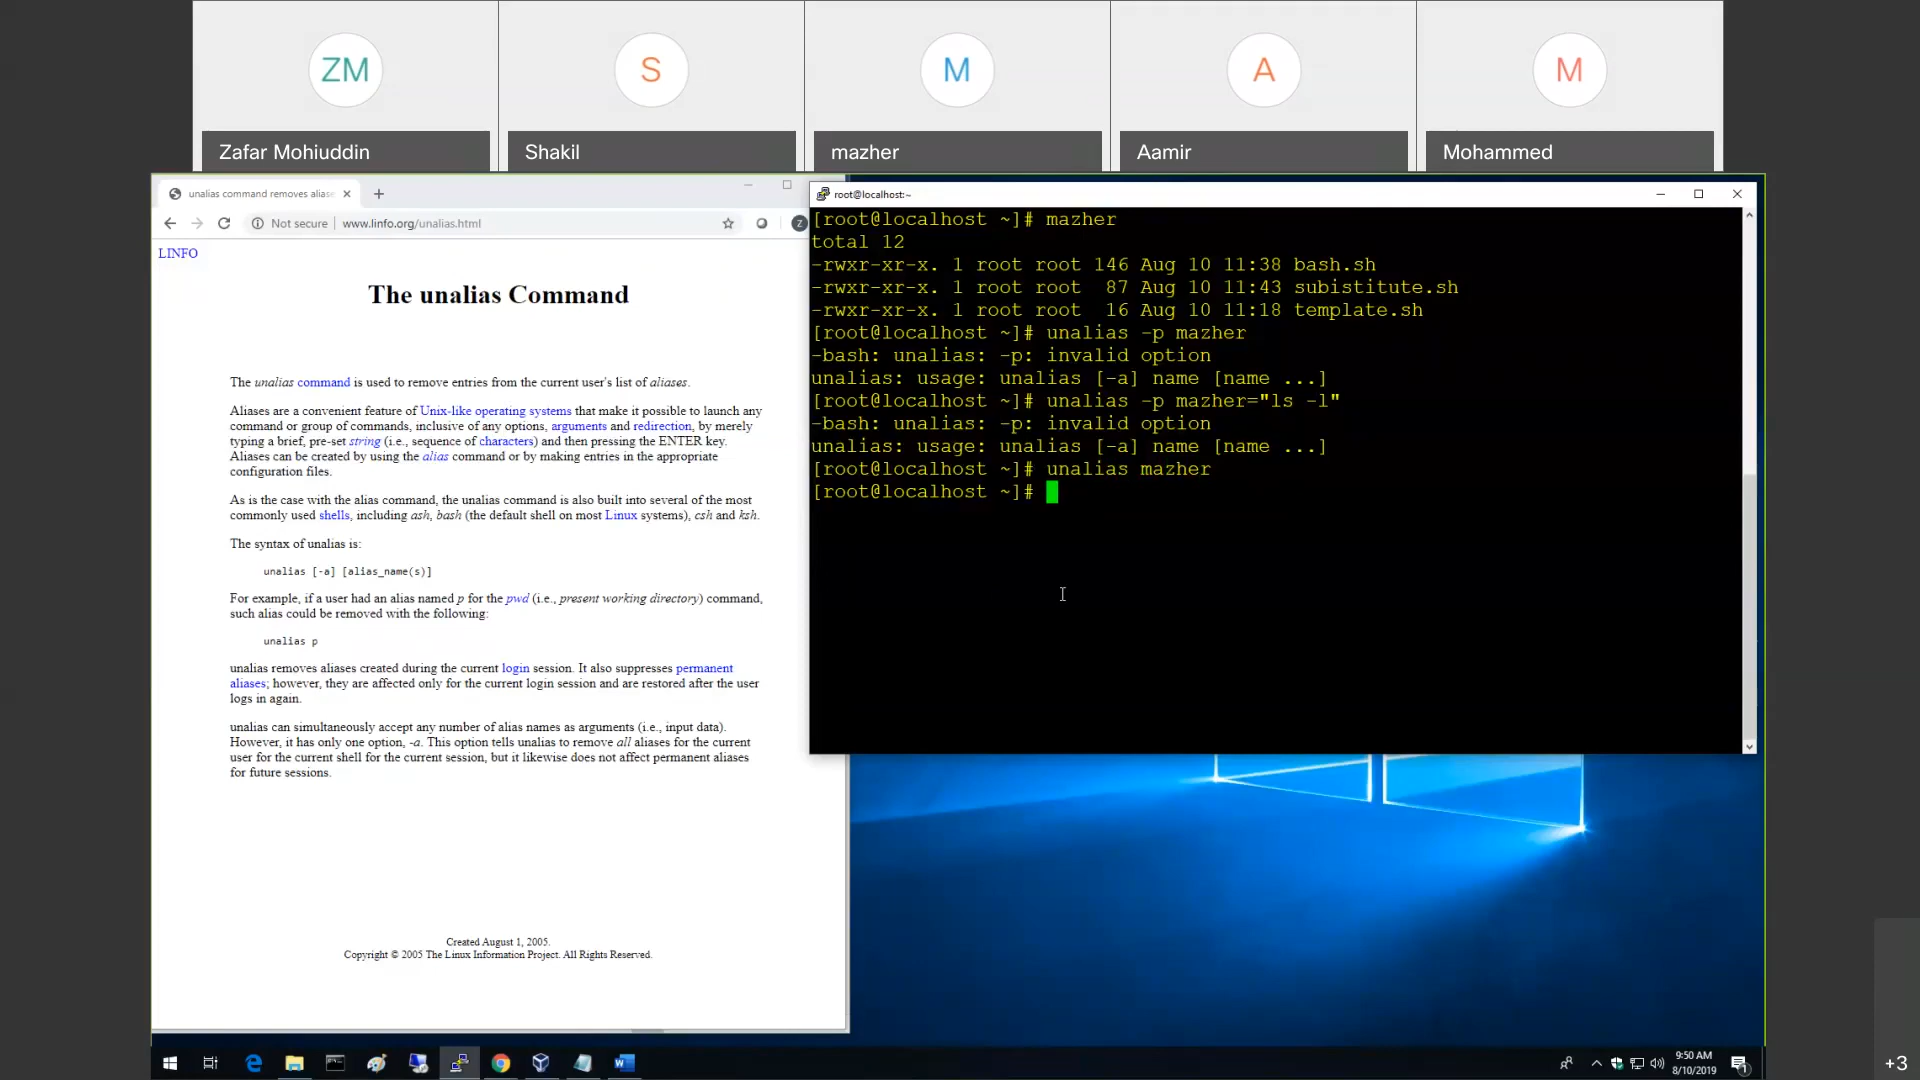 ZM
S
M
A
M
Zafar Mohiuddin
Shakil
mazher
Aamir
Mohammed
unalias command removes aliase
Not secure | www.linfo.org/unalias.html
Z
LINFO
The unalias Command
The unalias command is used to remove entries from the current user's list of aliases.
Aliases are a convenient feature of Unix-like operating systems that make it possible to launch any
command or group of commands, inclusive of any options, arguments and redirection, by merely
typing a brief, pre-set string (i.e., sequence of characters) and then pressing the ENTER key.
Aliases can be created by using the alias command or by making entries in the appropriate
configuration files.
As is the case with the alias command, the unalias command is also built into several of the most
commonly used shells, including ash, bash (the default shell on most Linux systems), csh and ksh.
The syntax of unalias is:
unalias [-a] [alias_name(s)]
For example, if a user had an alias named p for the pwd (i.e., present working directory) command,
such alias could be removed with the following:
unalias p
unalias removes aliases created during the current login session. It also suppresses permanent
aliases; however, they are affected only for the current login session and are restored after the user
logs in again.
unalias can simultaneously accept any number of alias names as arguments (i.e., input data).
However, it has only one option, -a. This option tells unalias to remove all aliases for the current
user for the current shell for the current session, but it likewise does not affect permanent aliases
for future sessions.
Created August 1, 2005.
Copyright © 2005 The Linux Information Project. All Rights Reserved.
root@localhost:~
[root@localhost ~]# mazher
total 12
-rwxr-xr-x. 1 root root 146 Aug 10 11:38 bash.sh
-rwxr-xr-x. 1 root root  87 Aug 10 11:43 subistitute.sh
-rwxr-xr-x. 1 root root  16 Aug 10 11:18 template.sh
[root@localhost ~]# unalias -p mazher
-bash: unalias: -p: invalid option
unalias: usage: unalias [-a] name [name ...]
[root@localhost ~]# unalias -p mazher="ls -l"
-bash: unalias: -p: invalid option
unalias: usage: unalias [-a] name [name ...]
[root@localhost ~]# unalias mazher
[root@localhost ~]#
9:50 AM
8/10/2019
1
+3